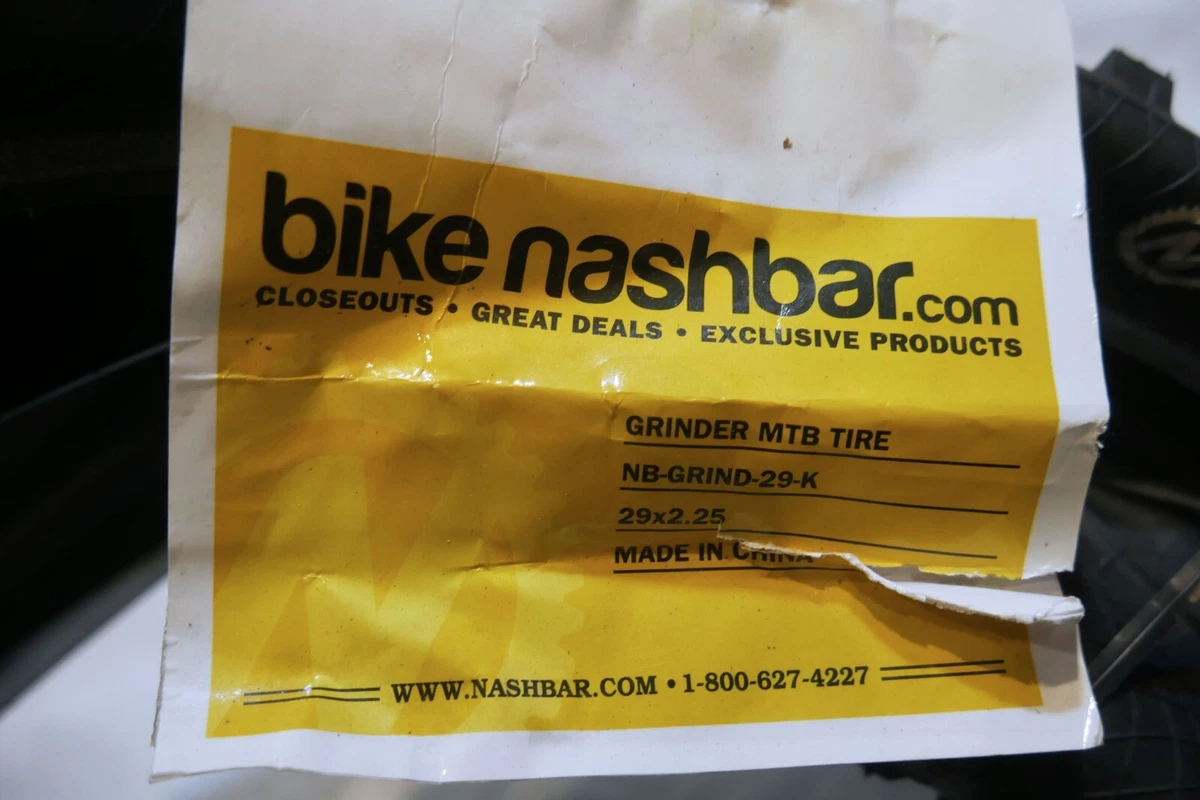 bike nashbar.com
CLOSEOUTS • GREAT DEALS • EXCLUSIVE PRODUCTS
GRINDER MTB TIRE
NB-GRIND-29-K
29x2.25
MADE IN CHINA
WWW.NASHBAR.COM • 1-800-627-4227